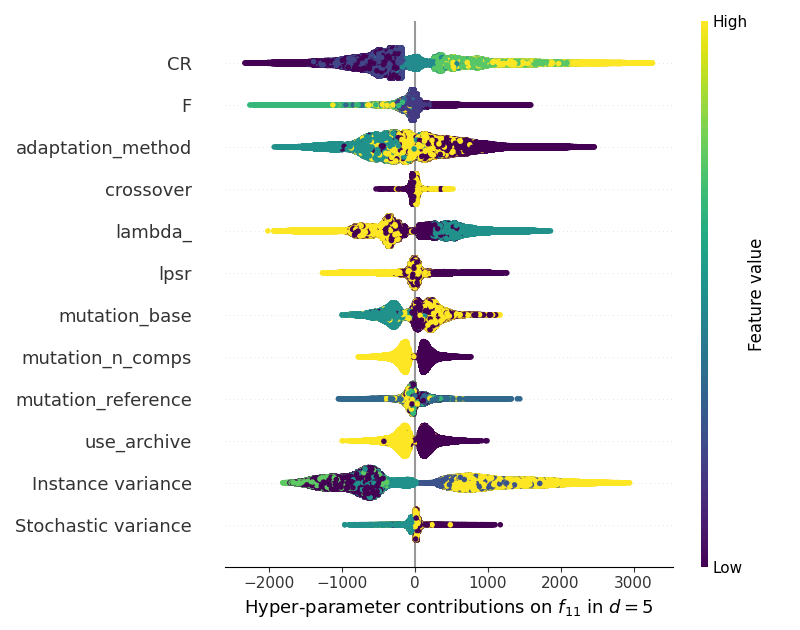 High
CR
F
adaptation_method
crossover
lambda_
lpsr
mutation_base
mutation_n_comps
mutation_reference
use_archive
Instance variance
Stochastic variance
Feature value
Low
−2000 −1000 0 1000 2000 3000
Hyper-parameter contributions on f₁₁ in d = 5